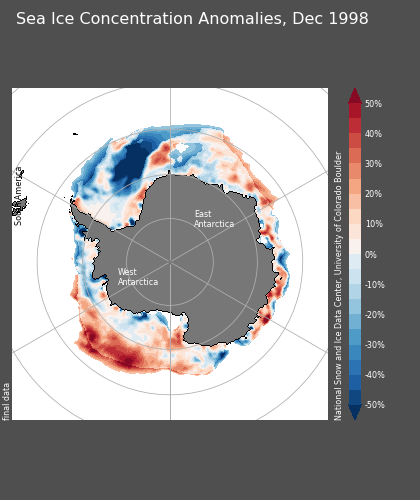 Sea Ice Concentration Anomalies, Dec 1998
South America
East
Antarctica
West
Antarctica
final data
National Snow and Ice Data Center, University of Colorado Boulder
50%
40%
30%
20%
10%
0%
-10%
-20%
-30%
-40%
-50%